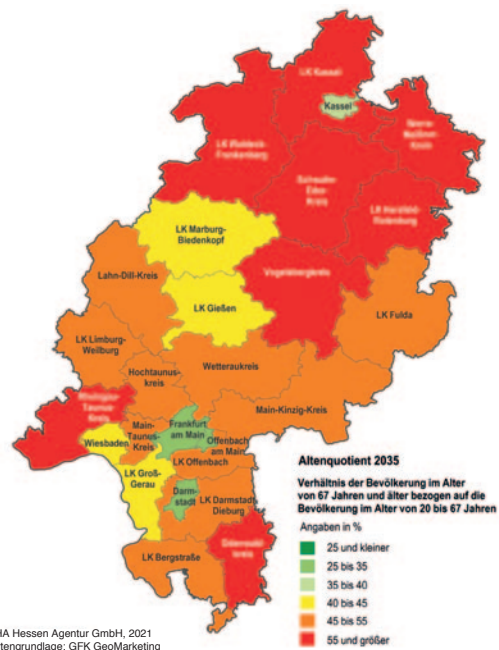 LK Kassel
Kassel
Werra-
Meißner-
Kreis
LK Waldeck-
Frankenberg
Schwalm-
Eder-
Kreis
LK Hersfeld-
Rotenburg
LK Marburg-
Biedenkopf
Vogelsbergkreis
Lahn-Dill-Kreis
LK Gießen
LK Fulda
LK Limburg-
Weilburg
Wetteraukreis
Hochtaunus-
kreis
Rheingau-
Taunus-
Kreis
Main-Kinzig-Kreis
Main-
Taunus-
Kreis
Frankfurt
am Main
Wiesbaden
Offenbach
am Main
LK Offenbach
LK Groß-
Gerau
Darm-
stadt
LK Darmstadt-
Dieburg
Odenwald-
kreis
LK Bergstraße
Altenquotient 2035
Verhältnis der Bevölkerung im Alter
von 67 Jahren und älter bezogen auf die
Bevölkerung im Alter von 20 bis 67 Jahren
Angaben in %
25 und kleiner
25 bis 35
35 bis 40
40 bis 45
45 bis 55
55 und größer
HA Hessen Agentur GmbH, 2021
rtengrundlage: GFK GeoMarketing